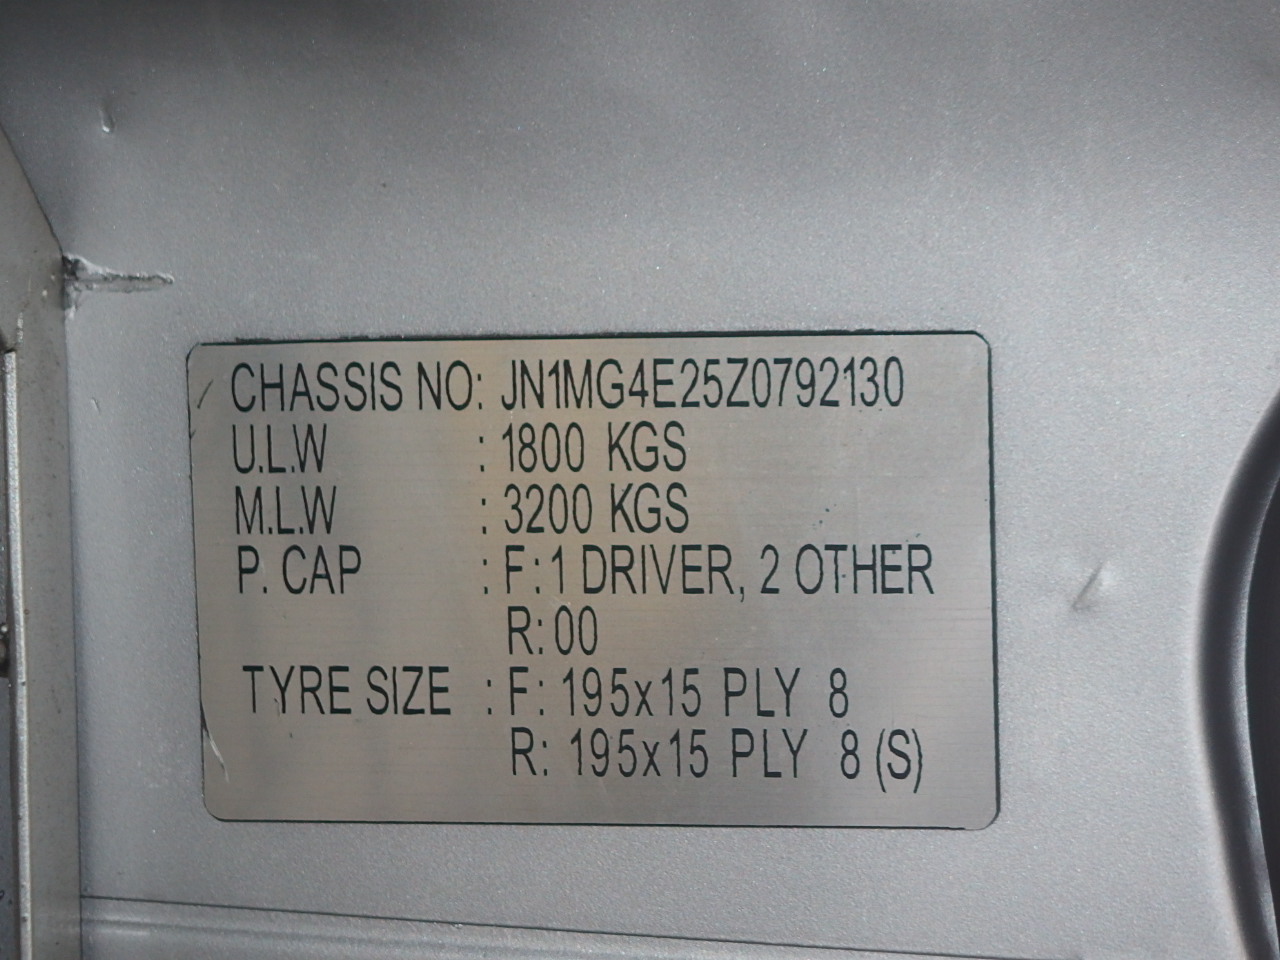 CHASSIS NO: JN1MG4E25Z0792130
U.L.W : 1800 KGS
M.L.W : 3200 KGS
P. CAP : F: 1 DRIVER, 2 OTHER
R: 00
TYRE SIZE : F: 195x15 PLY 8
R: 195x15 PLY 8 (S)